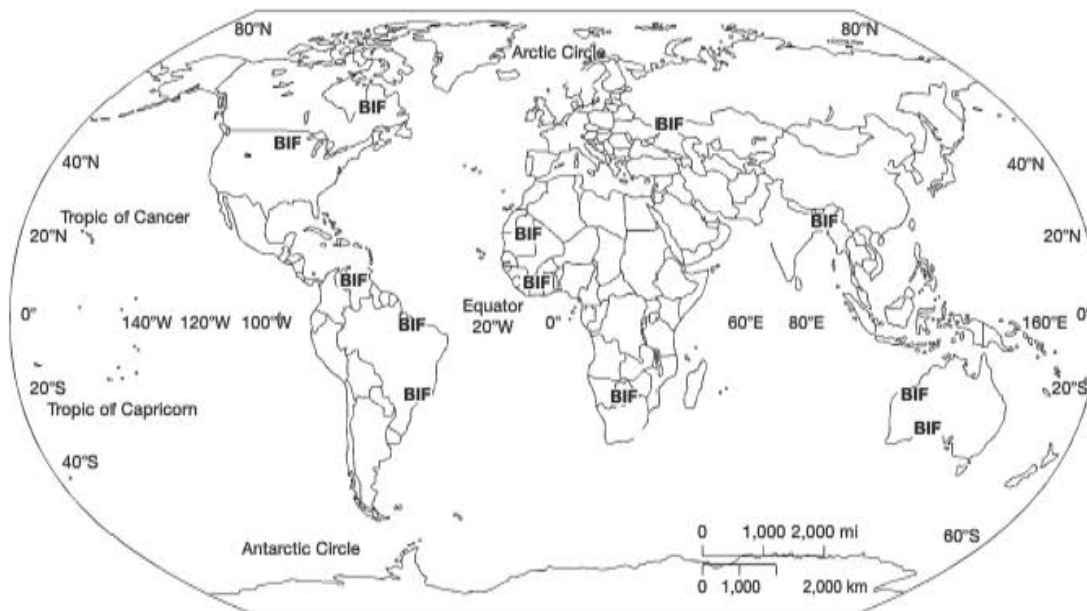 80°N 80°N
Arctic Circle
BIF
BIF
BIF
40°N 40°N
Tropic of Cancer
BIF
20°N 20°N
BIF
BIF
BIF
Equator
BIF
0° 140°W 120°W 100°W 20°W 0° 60°E 80°E 160°E 0°
20°S 20°S
BIF
BIF
BIF
Tropic of Capricorn
BIF
40°S
60°S
0 1,000 2,000 mi
Antarctic Circle
0 1,000 2,000 km